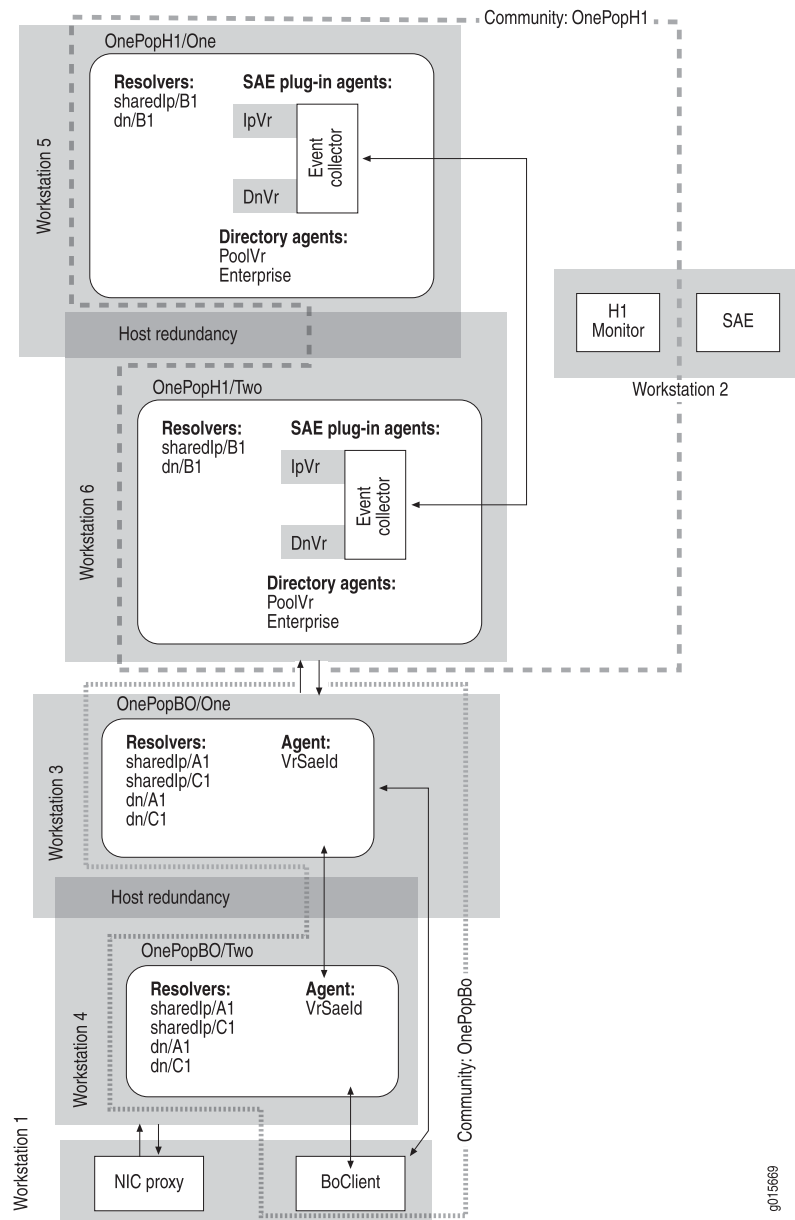 Community: OnePopH1
OnePopH1/One
Resolvers:
sharedIp/B1
dn/B1
SAE plug-in agents:
IpVr
DnVr
Event
collector
Directory agents:
PoolVr
Enterprise
Workstation 5
Host redundancy
H1
Monitor
SAE
Workstation 2
OnePopH1/Two
Resolvers:
sharedIp/B1
dn/B1
SAE plug-in agents:
IpVr
DnVr
Event
collector
Directory agents:
PoolVr
Enterprise
Workstation 6
OnePopBO/One
Resolvers:
sharedIp/A1
sharedIp/C1
dn/A1
dn/C1
Agent:
VrSaeId
Workstation 3
Host redundancy
OnePopBO/Two
Resolvers:
sharedIp/A1
sharedIp/C1
dn/A1
dn/C1
Agent:
VrSaeId
Workstation 4
Community: OnePopBo
Workstation 1
NIC proxy
BoClient
g015669